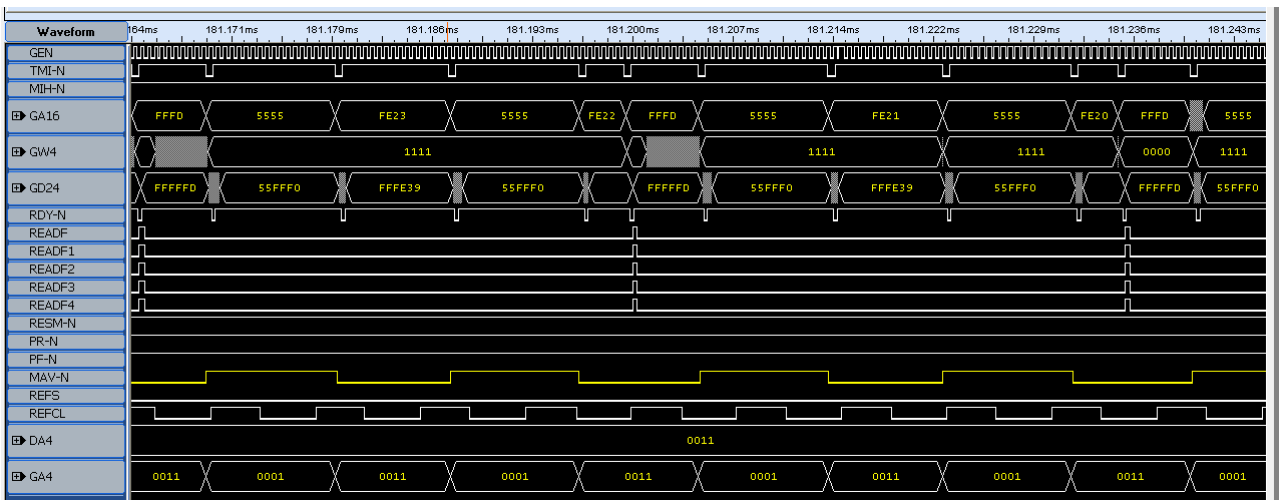 Waveform 164ms 181.171ms 181.179ms 181.186ms 181.193ms 181.200ms 181.207ms 181.214ms 181.222ms 181.229ms 181.236ms 181.243ms
GEN
TMI-N
MIH-N
GA16 FFFD 5555 FE23 5555 FE22 FFFD 5555 FE21 5555 FE20 FFFD 5555
GW4 1111 1111 1111 0000 1111
GD24 FFFFFD 55FFF0 FFFE39 55FFF0 FFFFFD 55FFF0 FFFE39 55FFF0 FFFFFD 55FFF0
RDY-N
READF
READF1
READF2
READF3
READF4
RESM-N
PR-N
PF-N
MAV-N
REFS
REFCL
DA4 0011
GA4 0011 0001 0011 0001 0011 0001 0011 0001 0011 0001